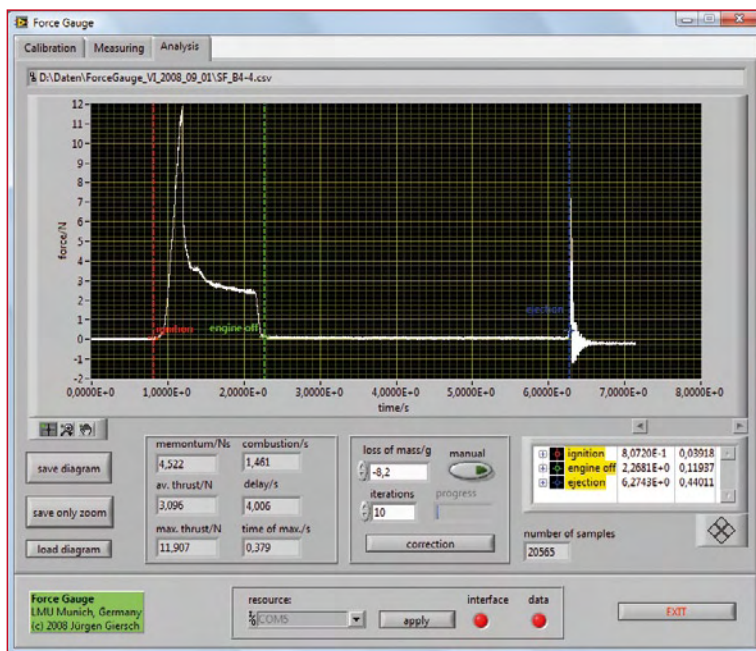 Force Gauge
Calibration Measuring Analysis
D:\Daten\ForceGauge_VI_2008_09_01\SF_B4-4.csv
12
11
10
9
8
7
6
5
4
3
2
1
0
-1
-2
force/N
ignition
engine off
ejection
0,0000E+0 1,0000E+0 2,0000E+0 3,0000E+0 4,0000E+0 5,0000E+0 6,0000E+0 7,0000E+0 8,0000E+0
time/s
save diagram
save only zoom
load diagram
memontum/Ns combustion/s
4,522 1,461
av. thrust/N delay/s
3,096 4,006
max. thrust/N time of max./s
11,907 0,379
loss of mass/g manual
-8,2
iterations progress
10
correction
ignition 8,0720E-1 0,03918
engine off 2,2681E+0 0,11937
ejection 6,2743E+0 0,44011
number of samples
20565
Force Gauge
LMU Munich, Germany
(c) 2008 Jürgen Giersch
resource:
COM5
apply
interface data
EXIT